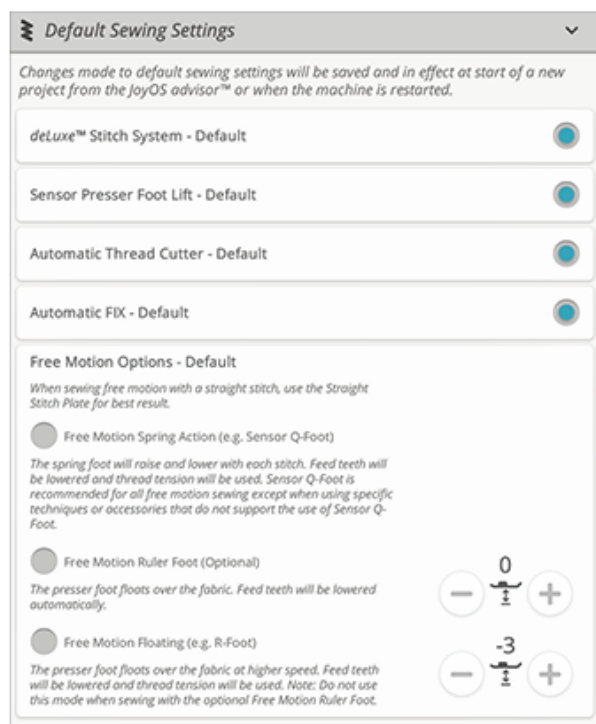 Default Sewing Settings
Changes made to default sewing settings will be saved and in effect at start of a new
project from the JoyOS advisor™ or when the machine is restarted.
deLuxe™ Stitch System - Default
Sensor Presser Foot Lift - Default
Automatic Thread Cutter - Default
Automatic FIX - Default
Free Motion Options - Default
When sewing free motion with a straight stitch, use the Straight
Stitch Plate for best result.
Free Motion Spring Action (e.g. Sensor Q-Foot)
The spring foot will raise and lower with each stitch. Feed teeth will
be lowered and thread tension will be used. Sensor Q-Foot is
recommended for all free motion sewing except when using specific
techniques or accessories that do not support the use of Sensor Q-
Foot.
Free Motion Ruler Foot (Optional)
0
The presser foot floats over the fabric. Feed teeth will be lowered
automatically.
Free Motion Floating (e.g. R-Foot)
-3
The presser foot floats over the fabric at higher speed. Feed teeth
will be lowered and thread tension will be used. Note: Do not use
this mode when sewing with the optional Free Motion Ruler Foot.